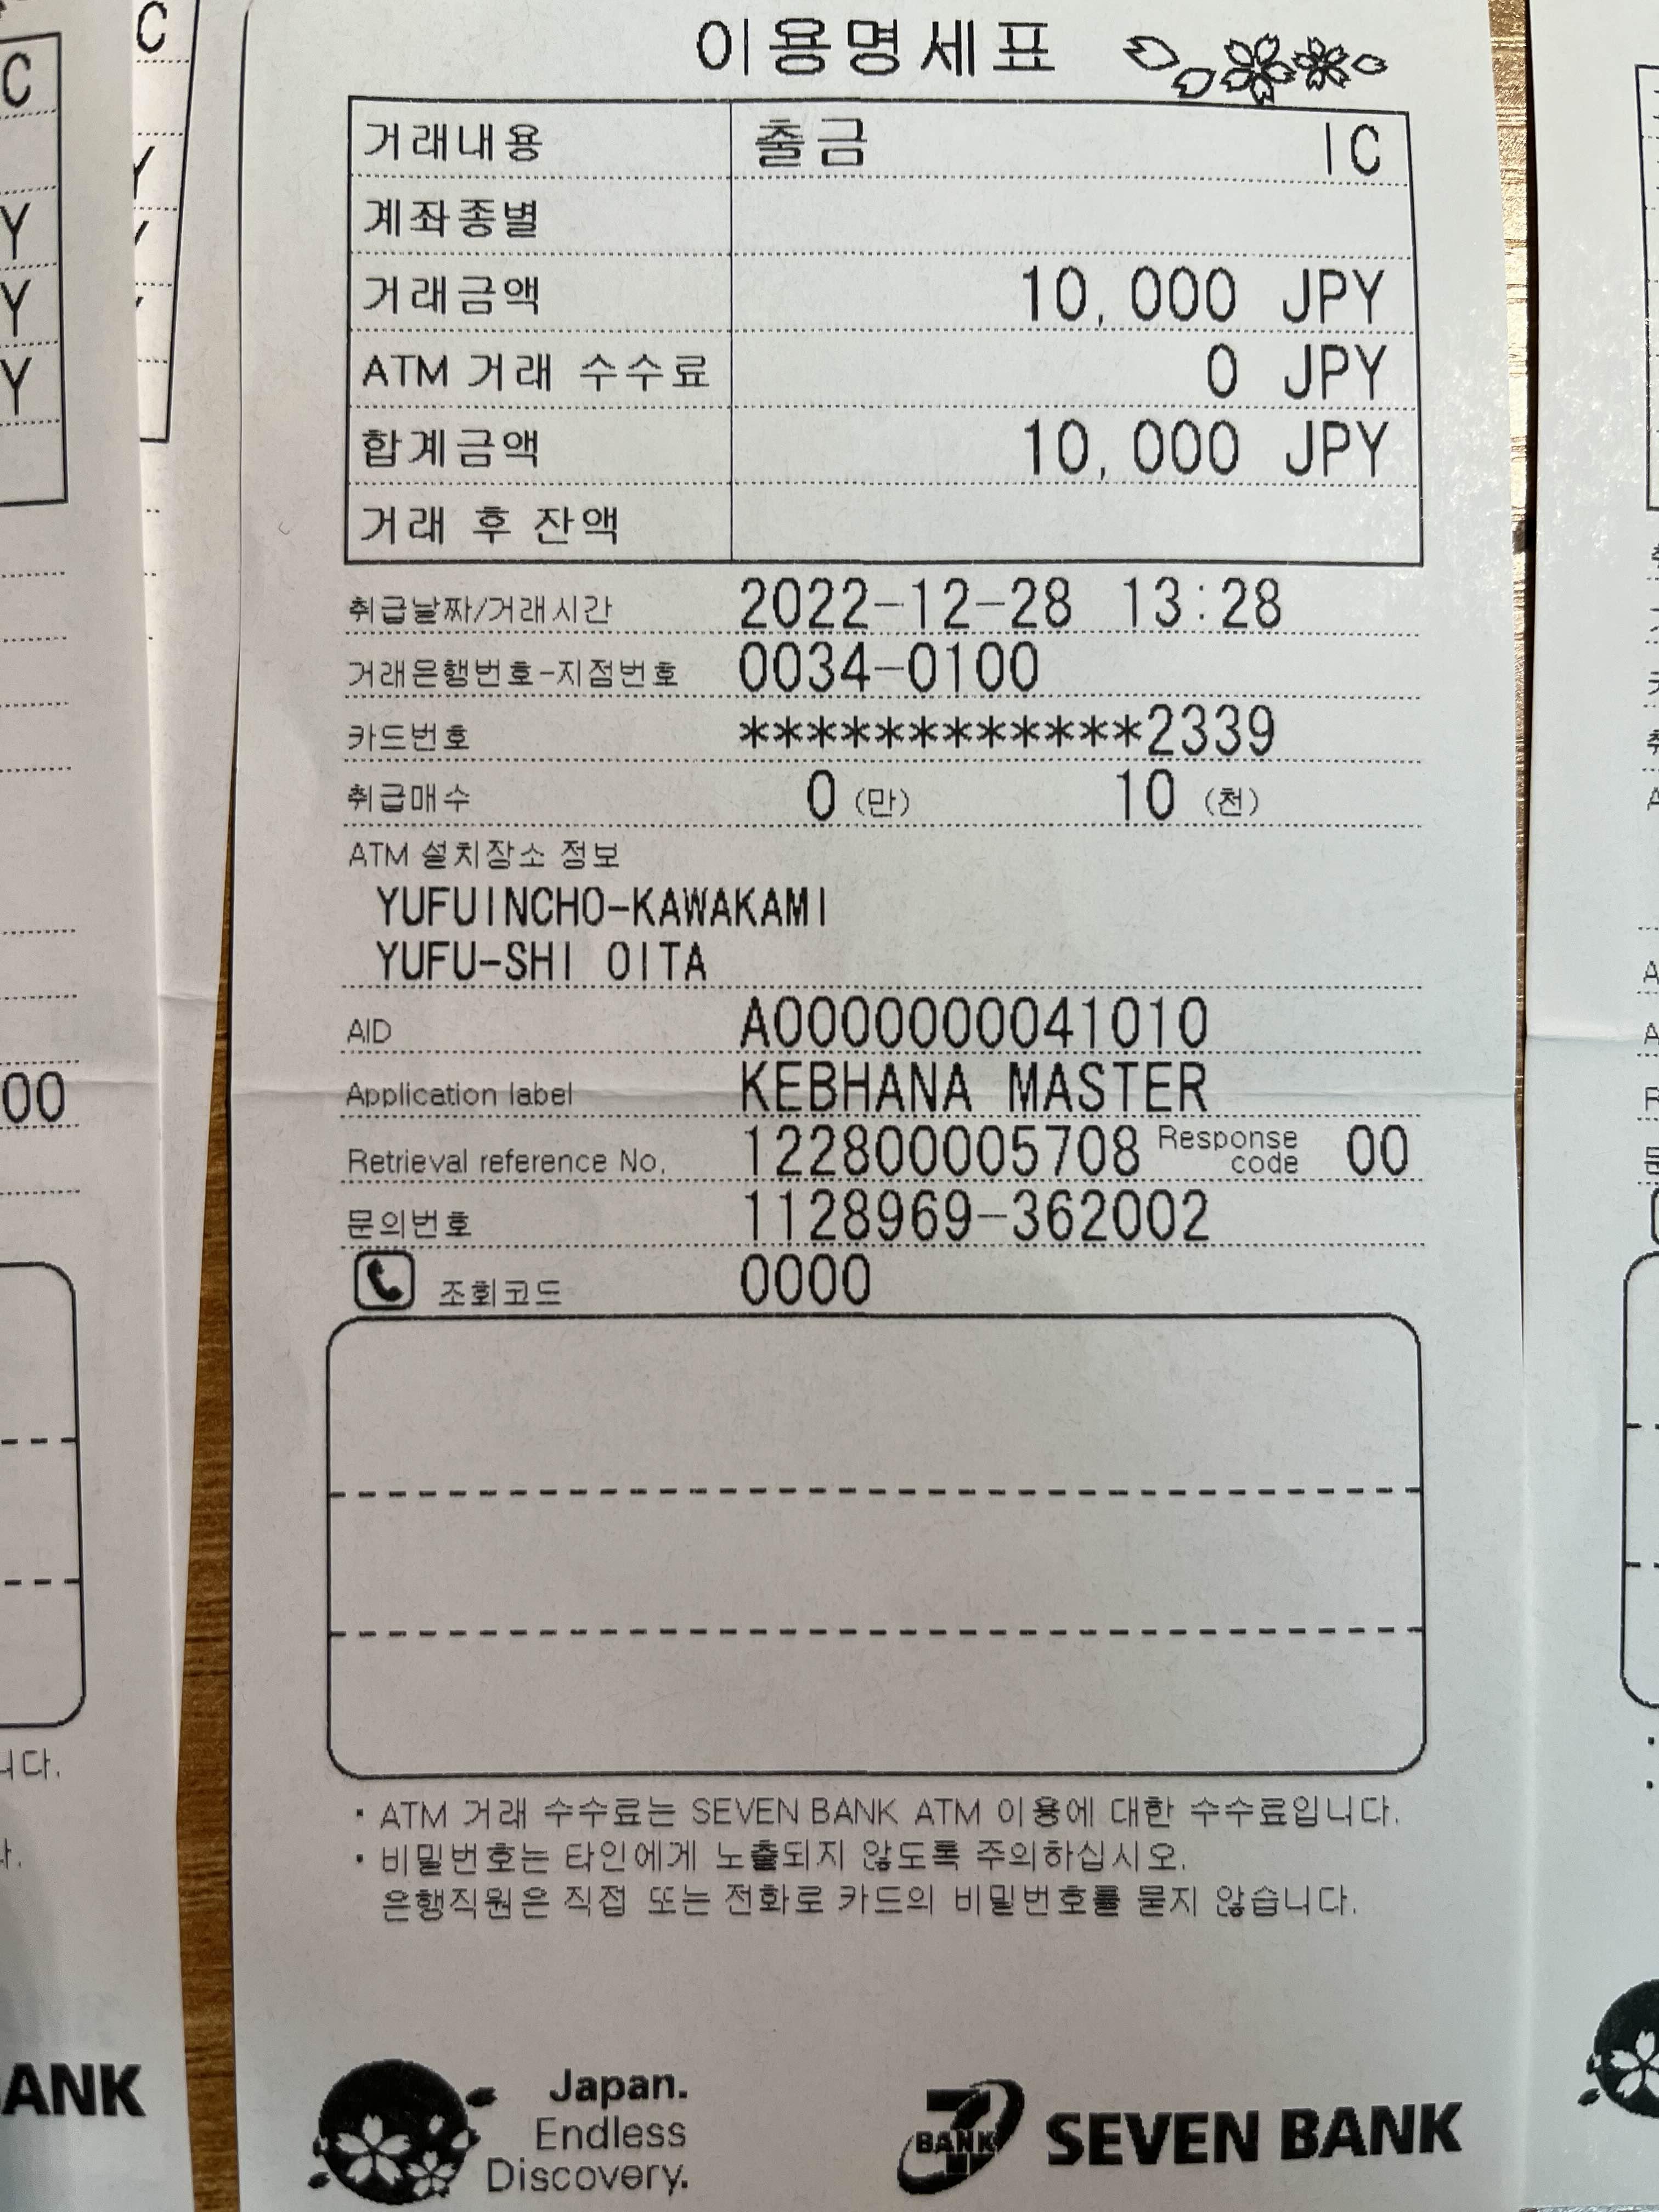 이용명세표
거래내용 출금 IC
계좌종별
거래금액 10,000 JPY
ATM 거래 수수료 0 JPY
합계금액 10,000 JPY
거래 후 잔액
취급날짜/거래시간 2022-12-28 13:28
거래은행번호-지점번호 0034-0100
카드번호 ************2339
취급매수 0 (만) 10 (천)
ATM 설치장소 정보
YUFUINCHO-KAWAKAMI
YUFU-SHI OITA
AID A0000000041010
Application label KEBHANA MASTER
Retrieval reference No. 122800005708 Response code 00
문의번호 1128969-362002
조회코드 0000
· ATM 거래 수수료는 SEVEN BANK ATM 이용에 대한 수수료입니다.
· 비밀번호는 타인에게 노출되지 않도록 주의하십시오.
은행직원은 직접 또는 전화로 카드의 비밀번호를 묻지 않습니다.
Japan.
Endless
Discovery.
7 BANK SEVEN BANK